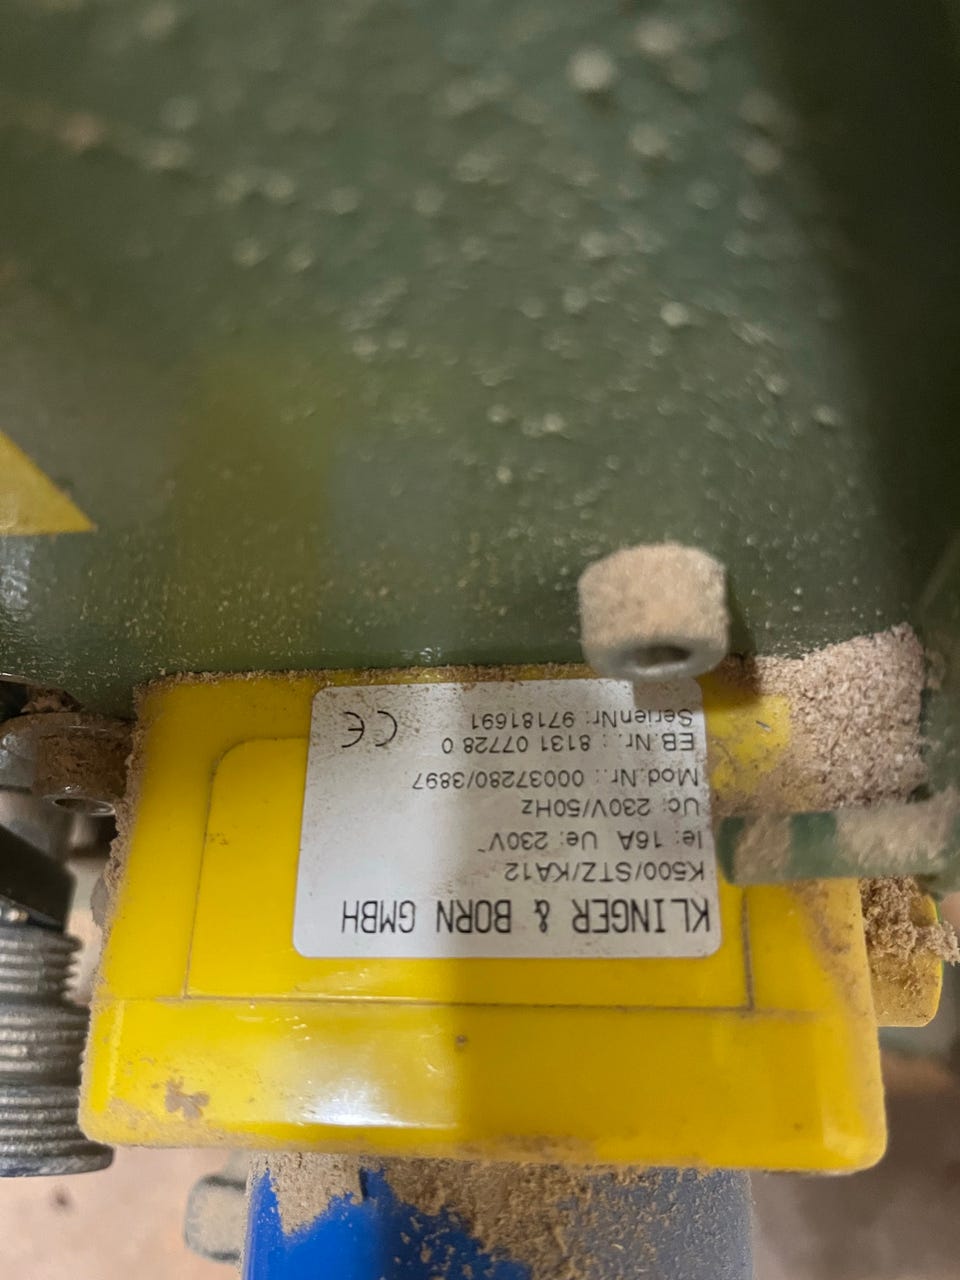 KLINGER & BORN GMBH
K500/STZ/KA12
Ie: 16A Ue: 230V~
Uc: 230V/50Hz
Mod.Nr.: 00037280/3897
EB.Nr.: 8131 07728 0
SerienNr: 97181691
CE